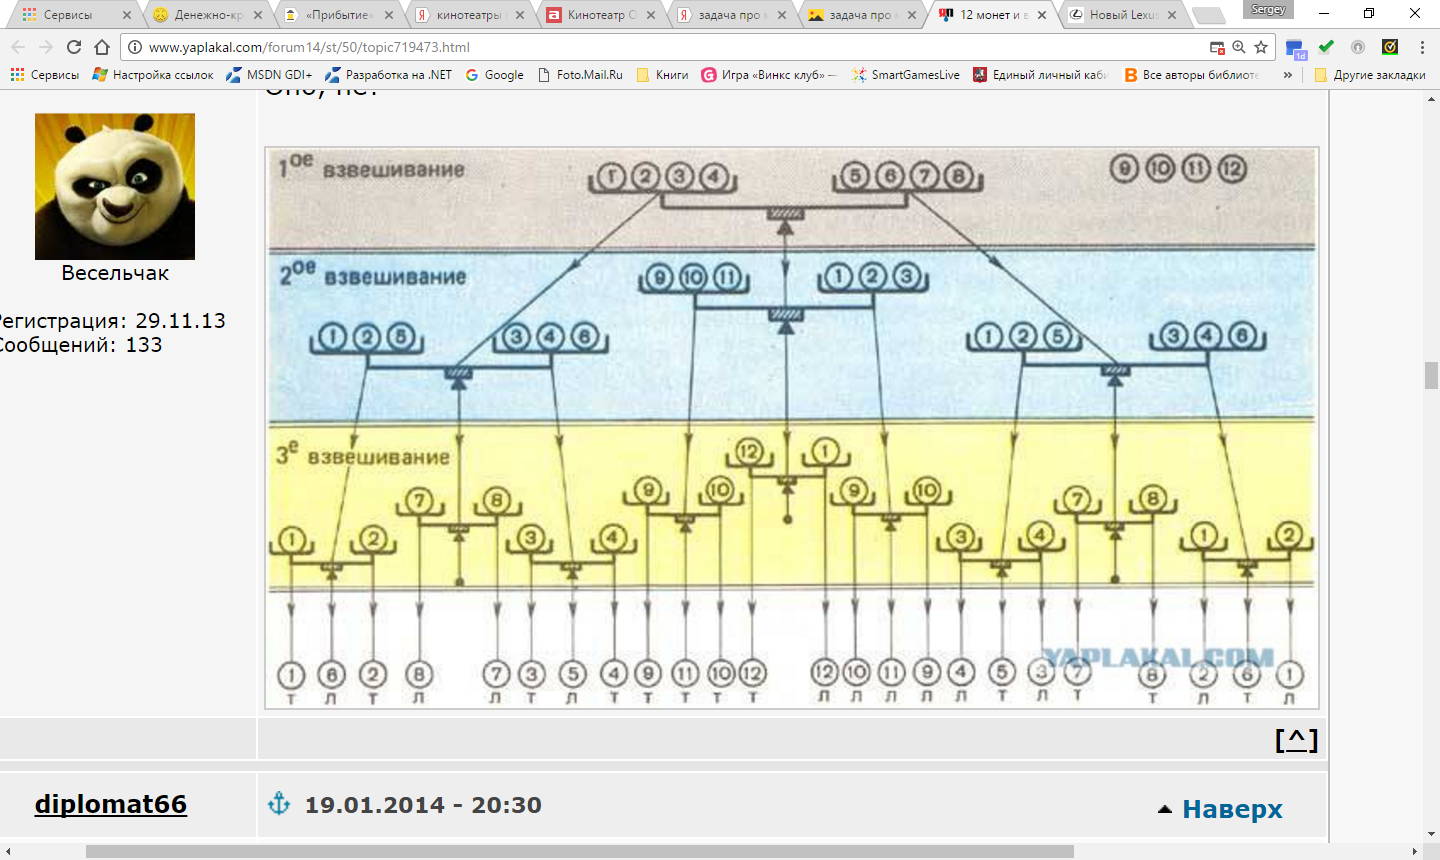 Сервисы
Денежно-кр
«Прибытие»
кинотеатры
Кинотеатр О
задача про м
задача про м
12 монет и в
Новый Lexus
Sergey
www.yaplakal.com/forum14/st/50/topic719473.html
1d
Сервисы Настройка ссылок MSDN GDI+ Разработка на .NET Google Foto.Mail.Ru Книги Игра «Винкс клуб» — SmartGamesLive Единый личный каби Все авторы библиоте » Другие закладки
Весельчак
Регистрация: 29.11.13
Сообщений: 133
1ое взвешивание 1 2 3 4 5 6 7 8 9 10 11 12
2ое взвешивание 9 10 11 1 2 3
1 2 5 3 4 6 1 2 5 3 4 6
3е взвешивание 12 1
7 8 9 10 9 10 7 8
1 2 3 4 3 4 1 2
1 6 2 8 7 3 5 4 9 11 10 12 12 10 11 9 4 5 3 7 8 2 6 1
Т Л Т Л Л Т Л Т Т Т Т Т Л Л Л Л Л Т Л Т Т Л Т Л
YAPLAKAL.COM
[^]
diplomat66
19.01.2014 - 20:30
Наверх